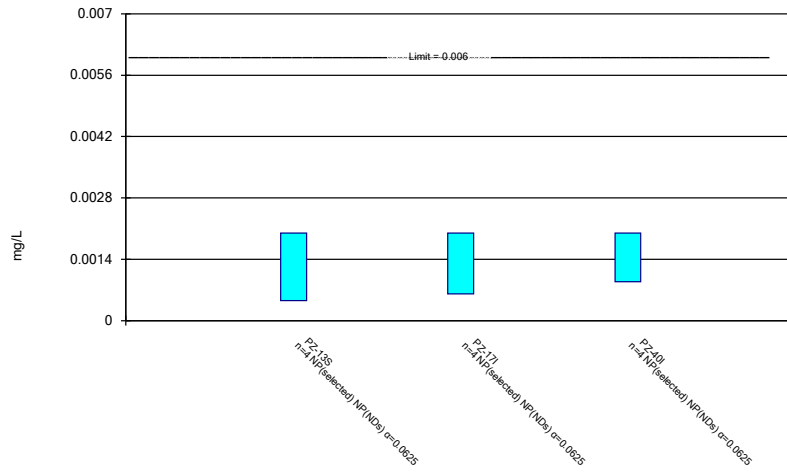 0.007
Limit = 0.006
0.0056
0.0042
0.0028
mg/L
0.0014
0
PZ-13S
n=4 NP(selected) NP(NDs) α=0.0625
PZ-17I
n=4 NP(selected) NP(NDs) α=0.0625
PZ-40I
n=4 NP(selected) NP(NDs) α=0.0625